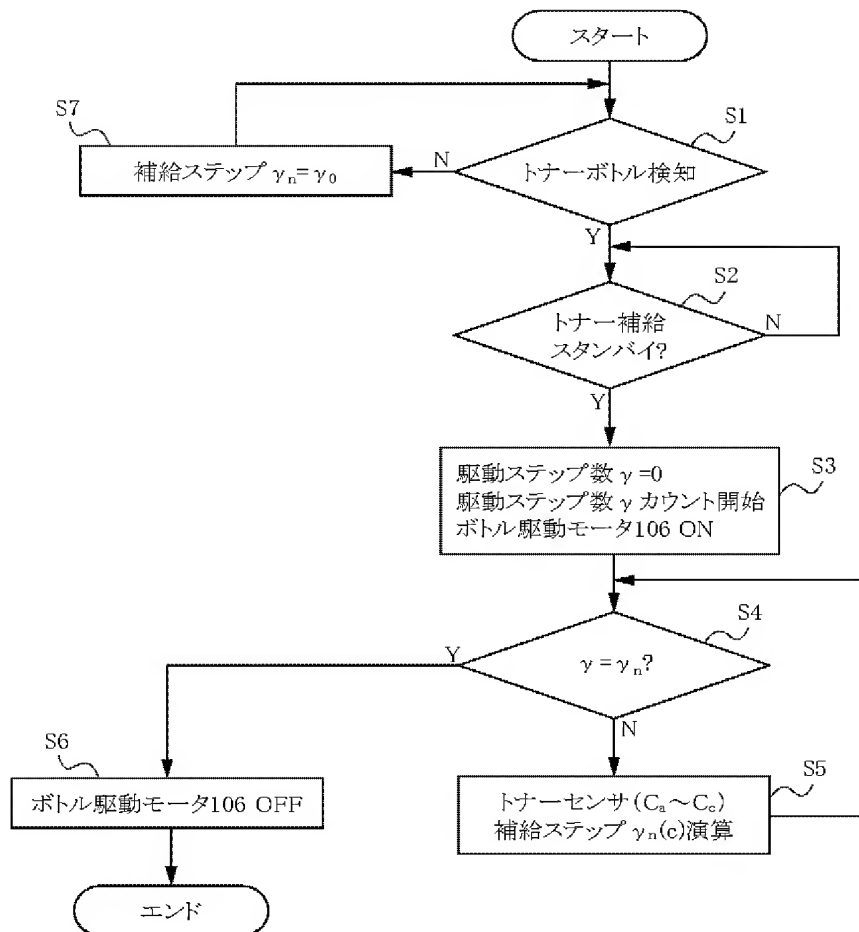 スタート
S1
トナーボトル検知
N
Y
S7
補給ステップ γn=γ0
S2
トナー補給
スタンバイ?
N
Y
S3
駆動ステップ数 γ=0
駆動ステップ数 γ カウント開始
ボトル駆動モータ106 ON
S4
γ=γn?
Y
N
S5
トナーセンサ(Ca~Cc)
補給ステップ γn(c)演算
S6
ボトル駆動モータ106 OFF
エンド